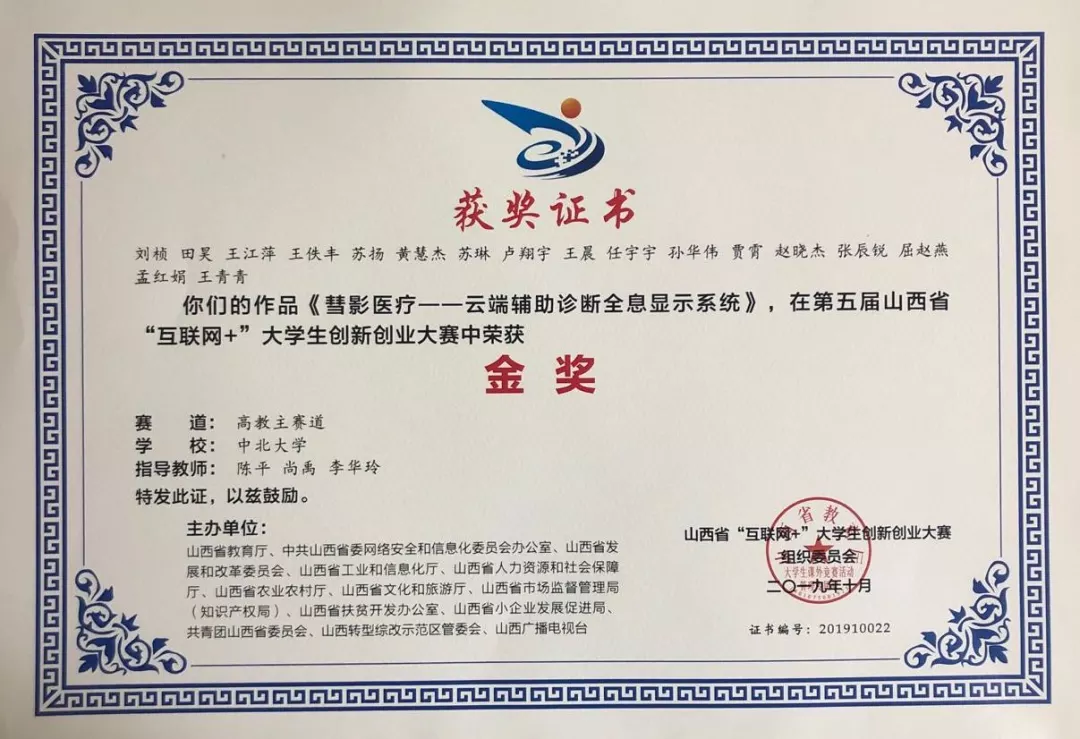 获奖证书
刘桢 田昊 王江萍 王佚丰 苏扬 黄慧杰 苏琳 卢翔宇 王晨 任宇宇 孙华伟 贾霄 赵晓杰 张辰锐 屈赵燕
孟红娟 王青青
你们的作品《彗影医疗——云端辅助诊断全息显示系统》，在第五届山西省
“互联网+”大学生创新创业大赛中荣获
金奖
赛 道：高教主赛道
学 校：中北大学
指导教师：陈平 尚禹 李华玲
特发此证，以兹鼓励。
主办单位：
山西省教育厅、中共山西省委网络安全和信息化委员会办公室、山西省发
展和改革委员会、山西省工业和信息化厅、山西省人力资源和社会保障
厅、山西省农业农村厅、山西省文化和旅游厅、山西省市场监督管理局
（知识产权局）、山西省扶贫开发办公室、山西省小企业发展促进局、
共青团山西省委员会、山西转型综改示范区管委会、山西广播电视台
省教
山西省“互联网+”大学生创新创业大赛
组织委员会
大学生课外竞赛活动
二〇一九年十月
证书编号：201910022